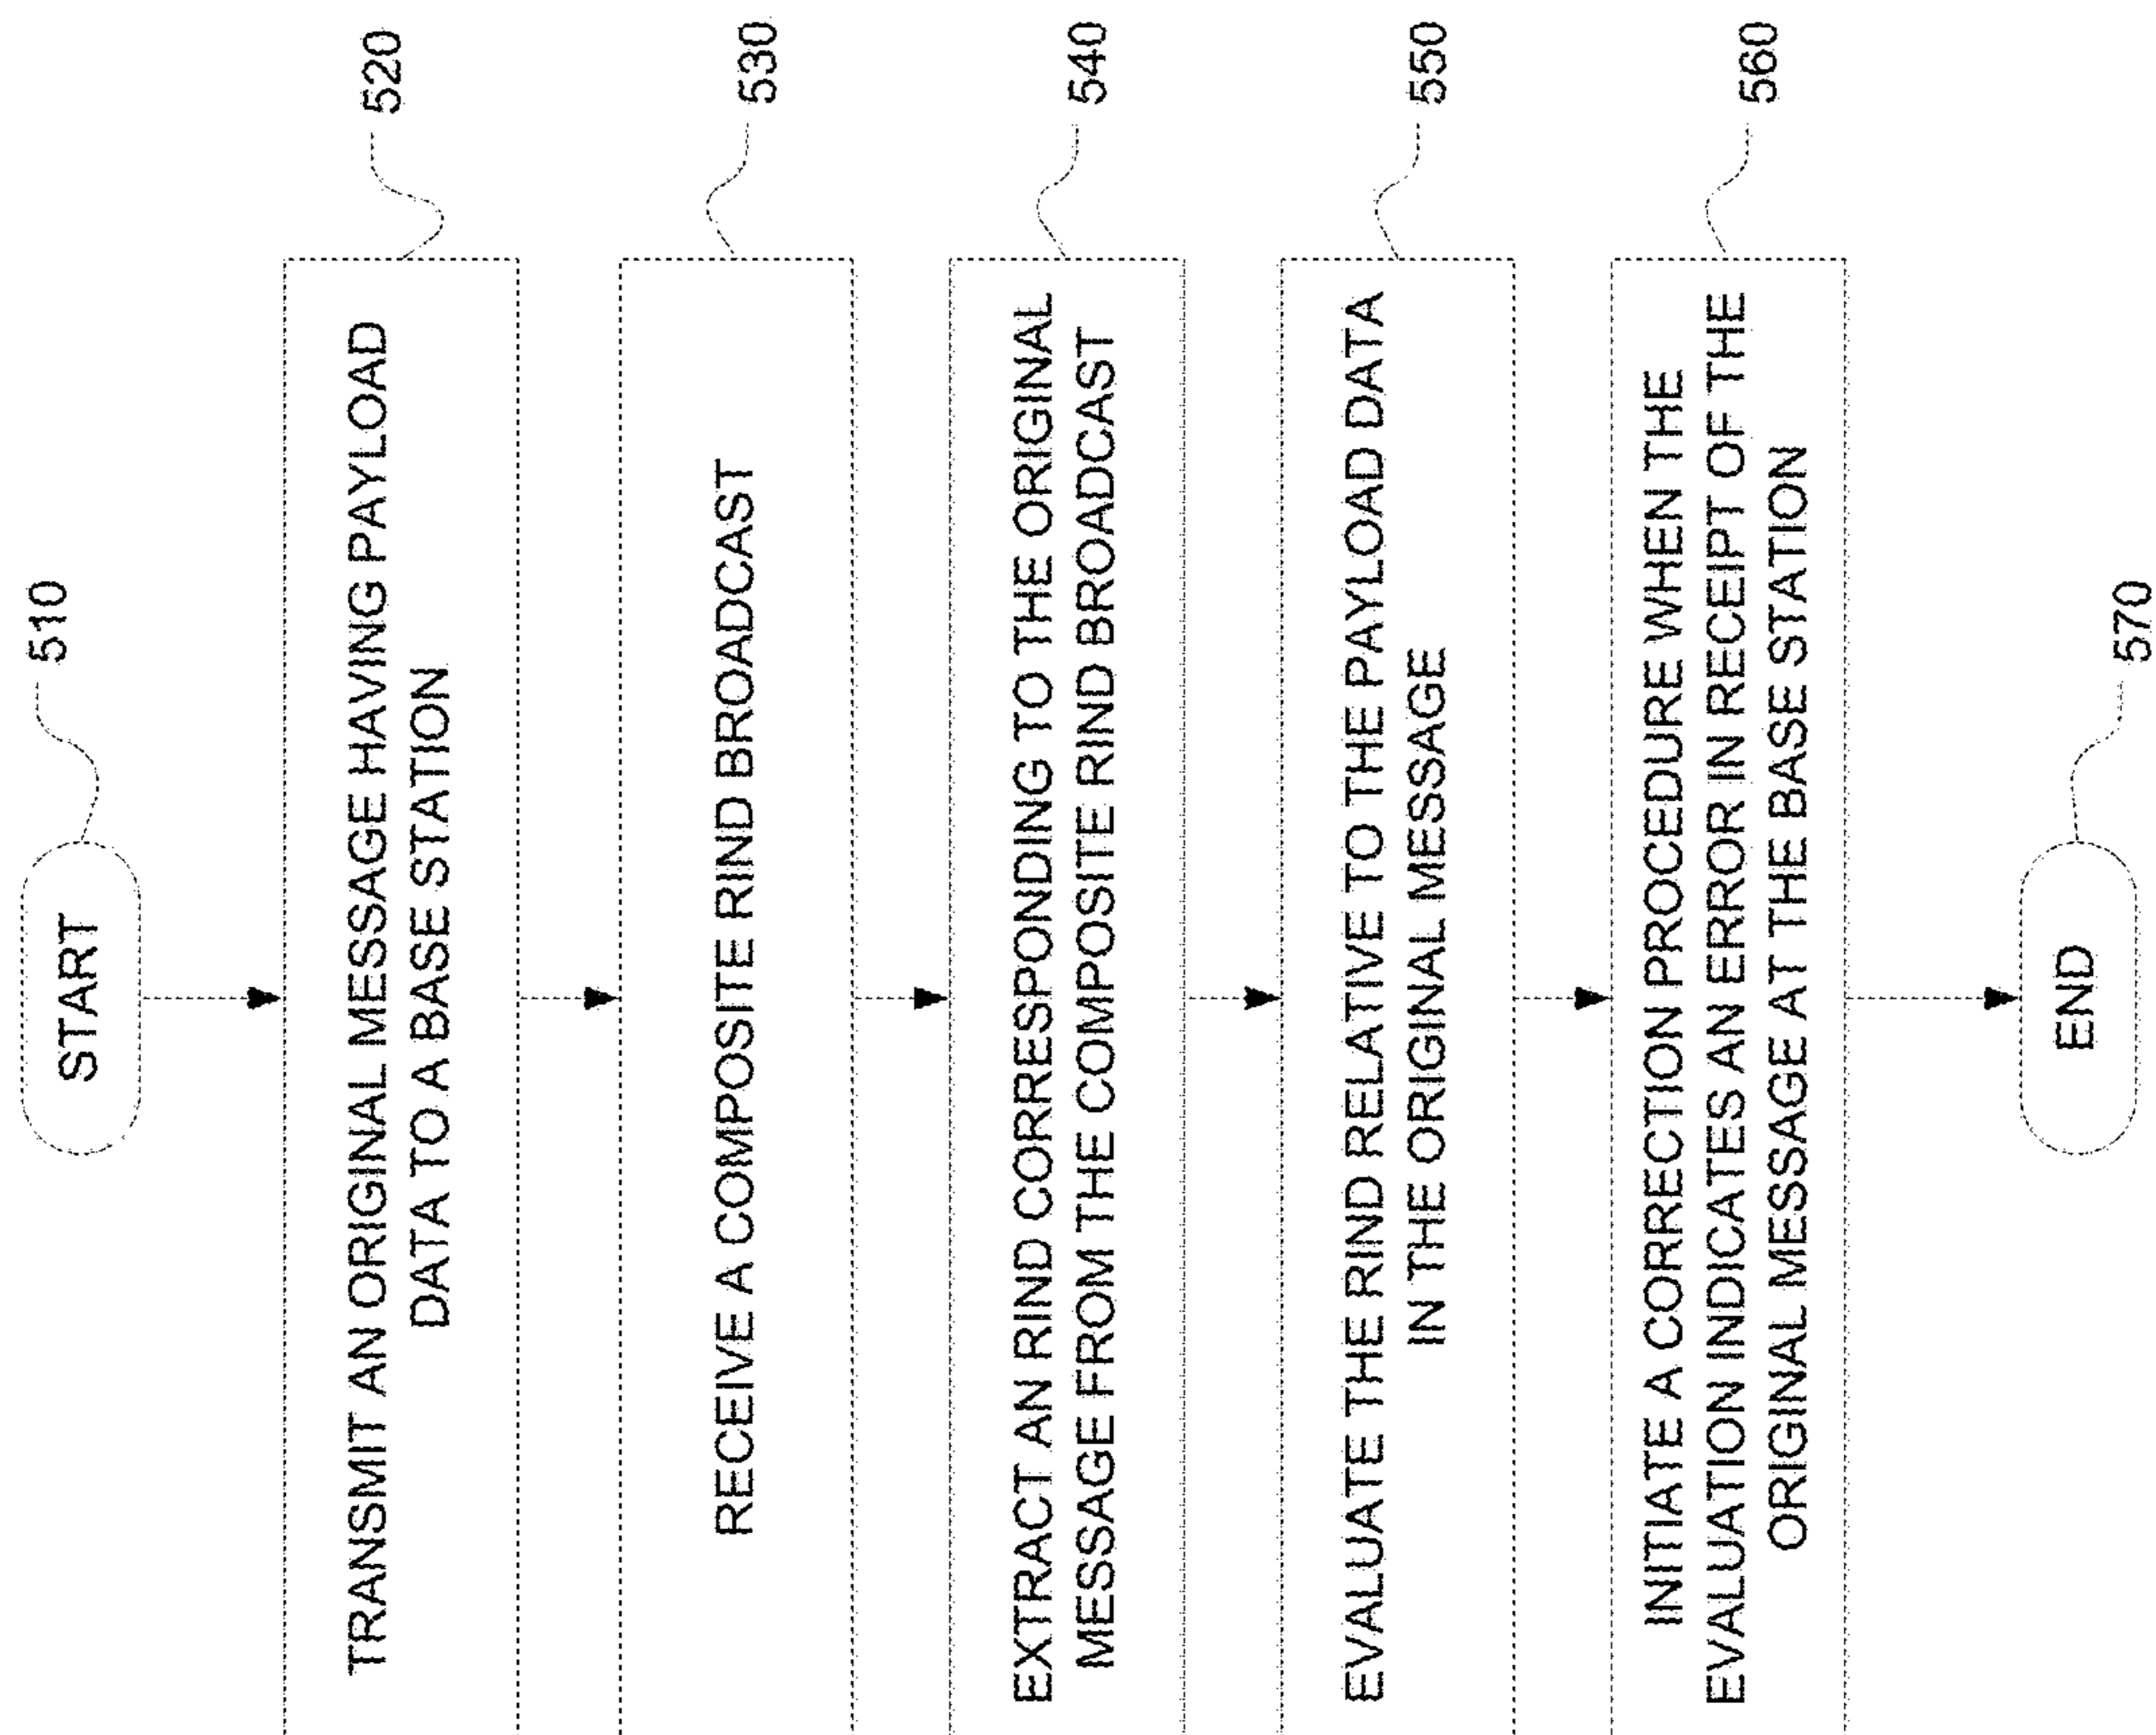 START
510
TRANSMIT AN ORIGINAL MESSAGE HAVING PAYLOAD
DATA TO A BASE STATION
520
RECEIVE A COMPOSITE RIND BROADCAST
530
EXTRACT AN RIND CORRESPONDING TO THE ORIGINAL
MESSAGE FROM THE COMPOSITE RIND BROADCAST
540
EVALUATE THE RIND RELATIVE TO THE PAYLOAD DATA
IN THE ORIGINAL MESSAGE
550
INITIATE A CORRECTION PROCEDURE WHEN THE
EVALUATION INDICATES AN ERROR IN RECEIPT OF THE
ORIGINAL MESSAGE AT THE BASE STATION
560
END
570